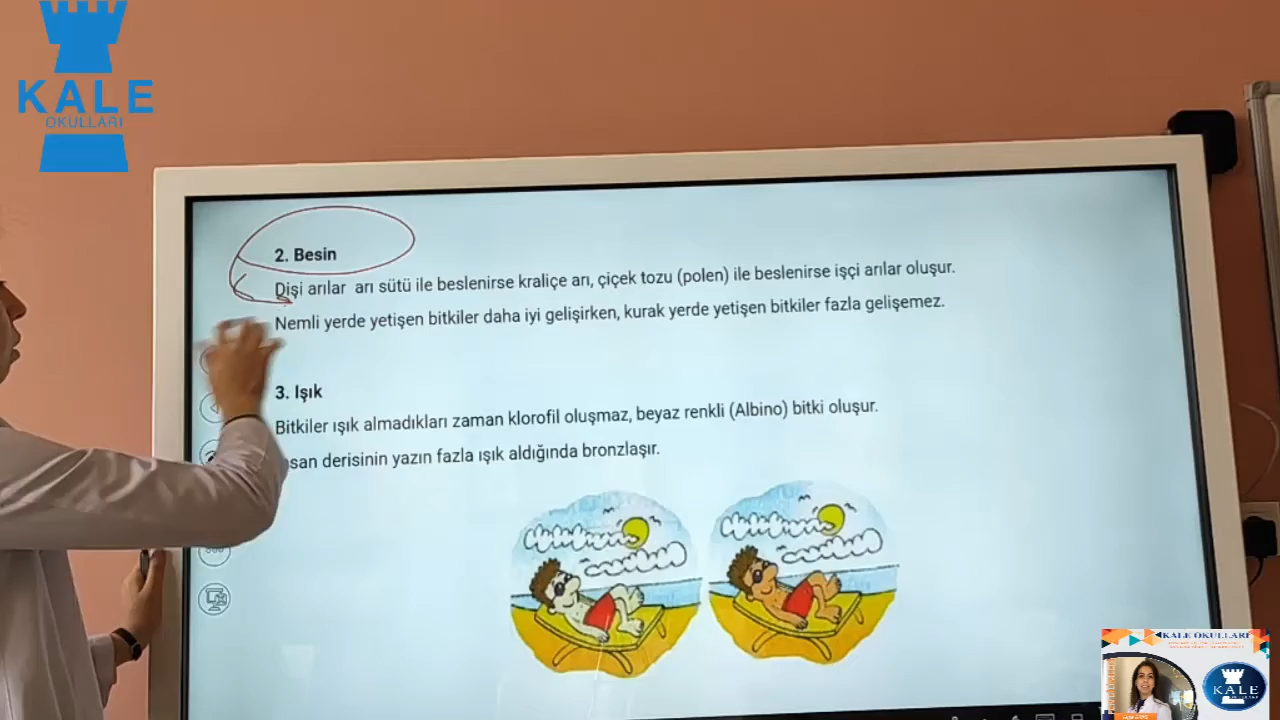 KALE
OKULLARI
2. Besin
Dişi arılar arı sütü ile beslenirse kraliçe arı, çiçek tozu (polen) ile beslenirse işçi arılar oluşur.
Nemli yerde yetişen bitkiler daha iyi gelişirken, kurak yerde yetişen bitkiler fazla gelişemez.
3. Işık
Bitkiler ışık almadıkları zaman klorofil oluşmaz, beyaz renkli (Albino) bitki oluşur.
san derisinin yazın fazla ışık aldığında bronzlaşır.
KALE OKULLARI
KALE